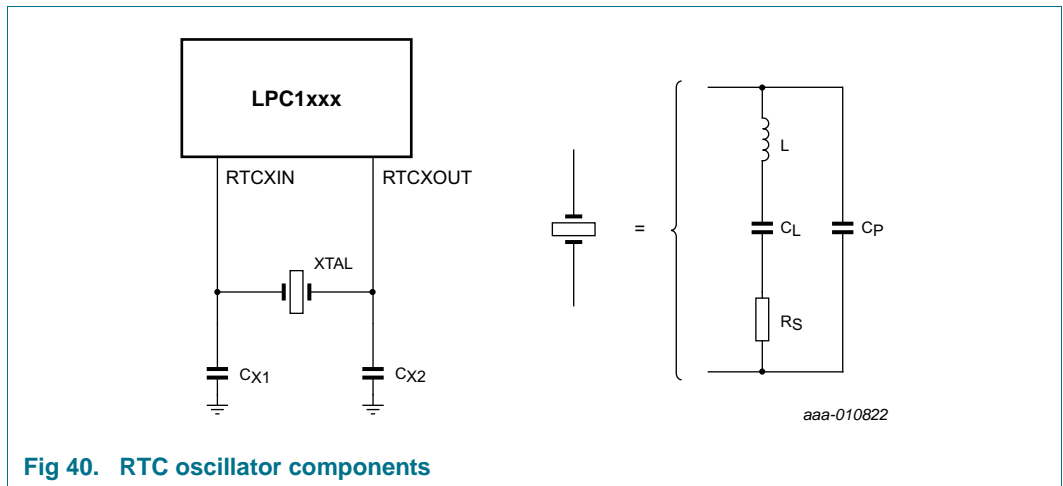 LPC1xxx
RTCXIN RTCXOUT
XTAL
CX1 CX2
=
L
CL CP
RS
aaa-010822
Fig 40. RTC oscillator components